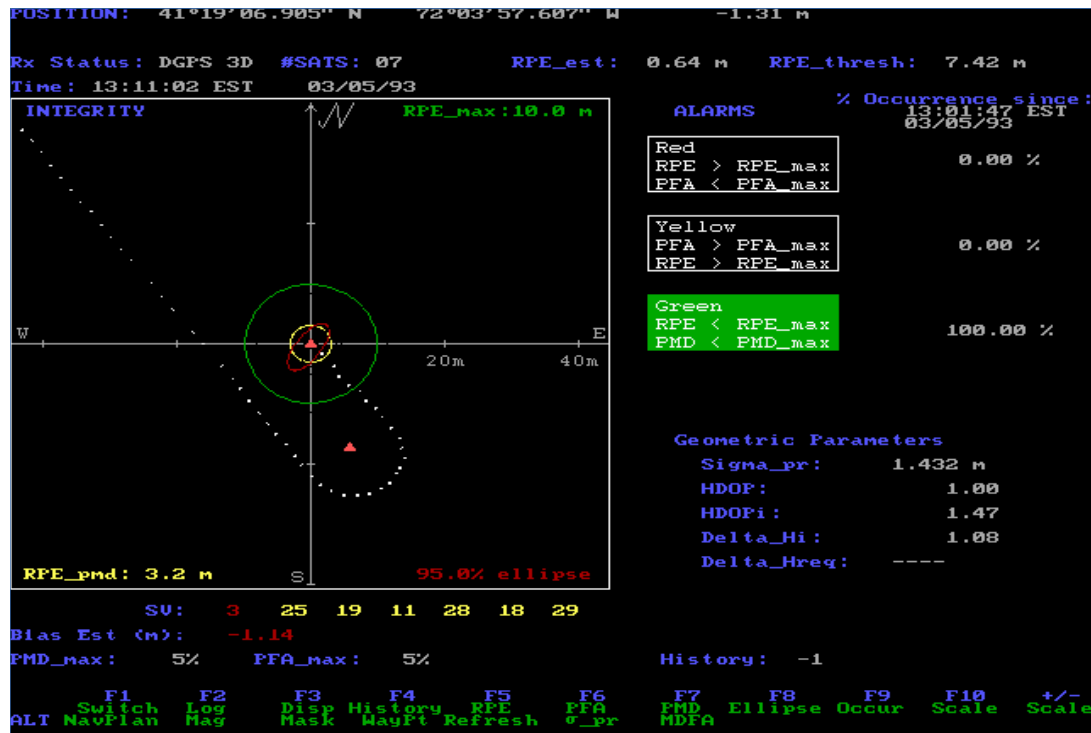 POSITION: 41°19'06.905" N 72°03'57.607" W -1.31 m
Rx Status: DGPS 3D #SATS: 07 RPE_est: 0.64 m RPE_thresh: 7.42 m
Time: 13:11:02 EST 03/05/93
% Occurrence since:
INTEGRITY N RPE_max:10.0 m ALARMS 13:01:47 EST
03/05/93
Red
RPE > RPE_max 0.00 %
PFA < PFA_max
Yellow
PFA > PFA_max 0.00 %
RPE > RPE_max
Green
RPE < RPE_max 100.00 %
PMD < PMD_max
W E
20m 40m
Geometric Parameters
Sigma_pr: 1.432 m
HDOP: 1.00
HDOPi: 1.47
Delta_Hi: 1.08
Delta_Hreq: ----
RPE_pmd: 3.2 m S 95.0% ellipse
SV: 3 25 19 11 28 18 29
Bias Est (m): -1.14
PMD_max: 5% PFA_max: 5% History: -1
F1 F2 F3 F4 F5 F6 F7 F8 F9 F10 +/-
Switch Log Disp History RPE PFA PMD Ellipse Occur Scale Scale
ALT NavPlan Mag Mask WayPt Refresh σ_pr MDFA